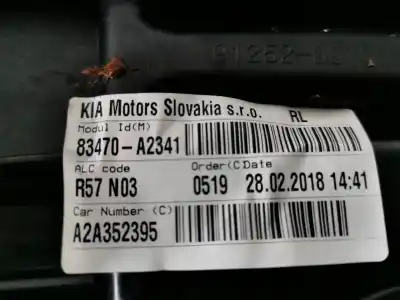 KIA Motors Slovakia s.r.o. RL
Modul Id(M)
83470-A2341
ALC code Order(C)Date
R57 N03 0519 28.02.2018 14:41
Car Number (C)
A2A352395